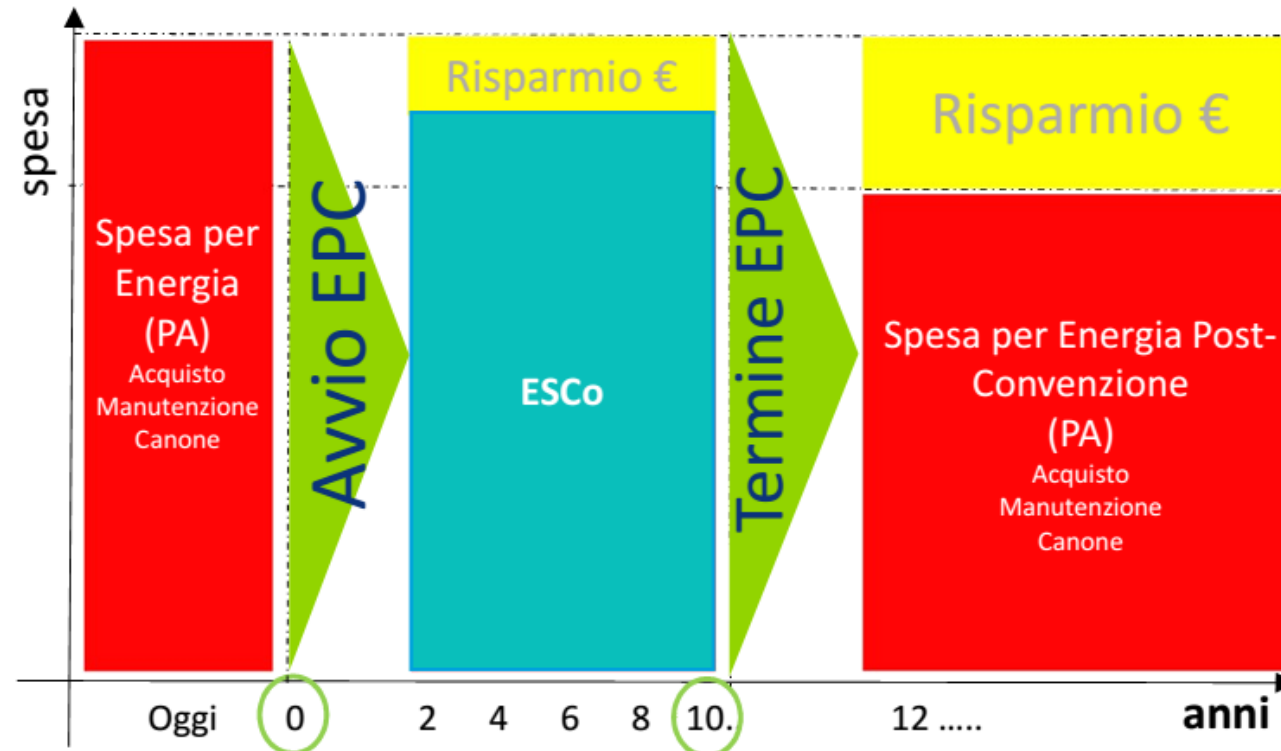 spesa
Spesa per
Energia
(PA)
Acquisto
Manutenzione
Canone
Avvio EPC
Risparmio €
ESCo
Termine EPC
Risparmio €
Spesa per Energia Post-
Convenzione
(PA)
Acquisto
Manutenzione
Canone
Oggi 0 2 4 6 8 10. 12 ..... anni